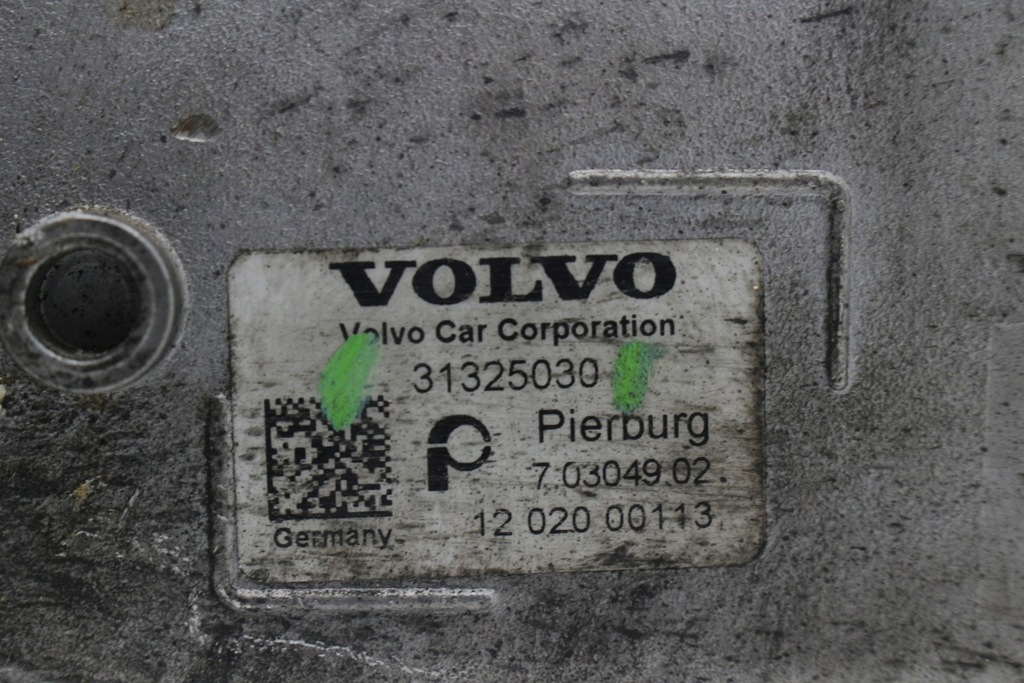 VOLVO
Volvo Car Corporation
31325030
Pierburg
7.03049.02.
12 020 00113
Germany